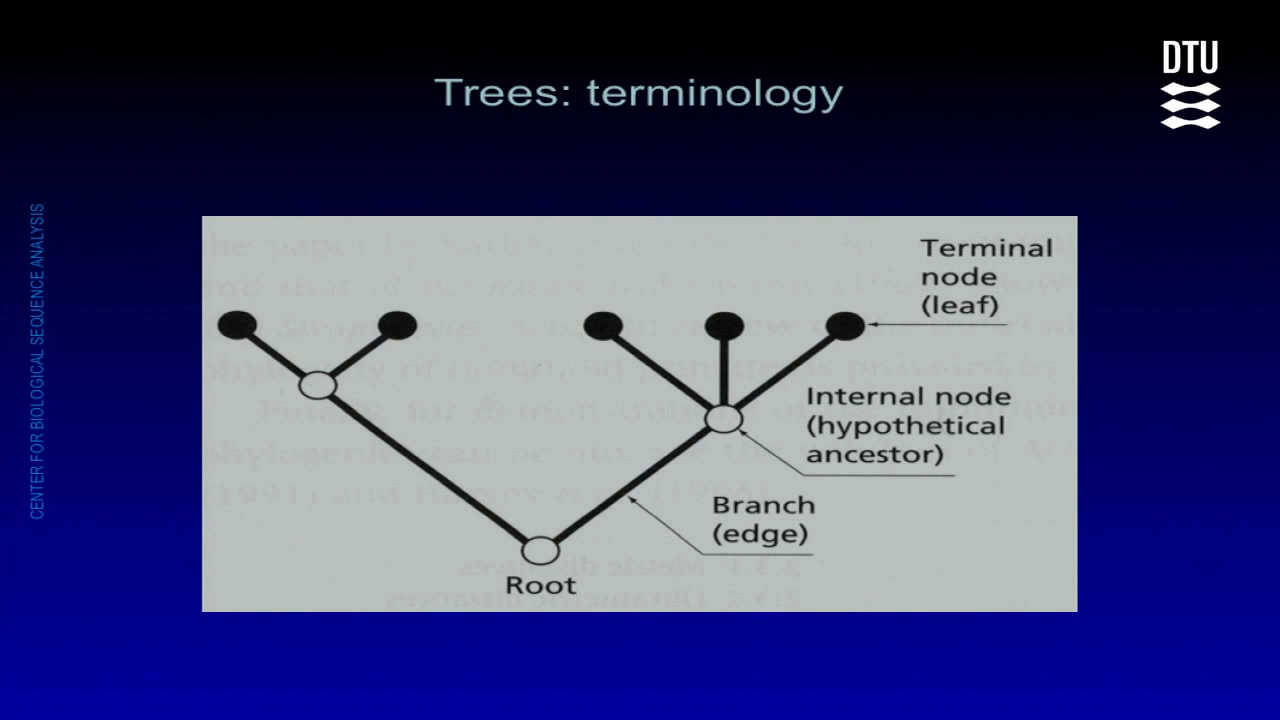 Trees: terminology
DTU
CENTER FOR BIOLOGICAL SEQUENCE ANALYSIS
Terminal
node
(leaf)
Internal node
(hypothetical
ancestor)
Branch
(edge)
Root